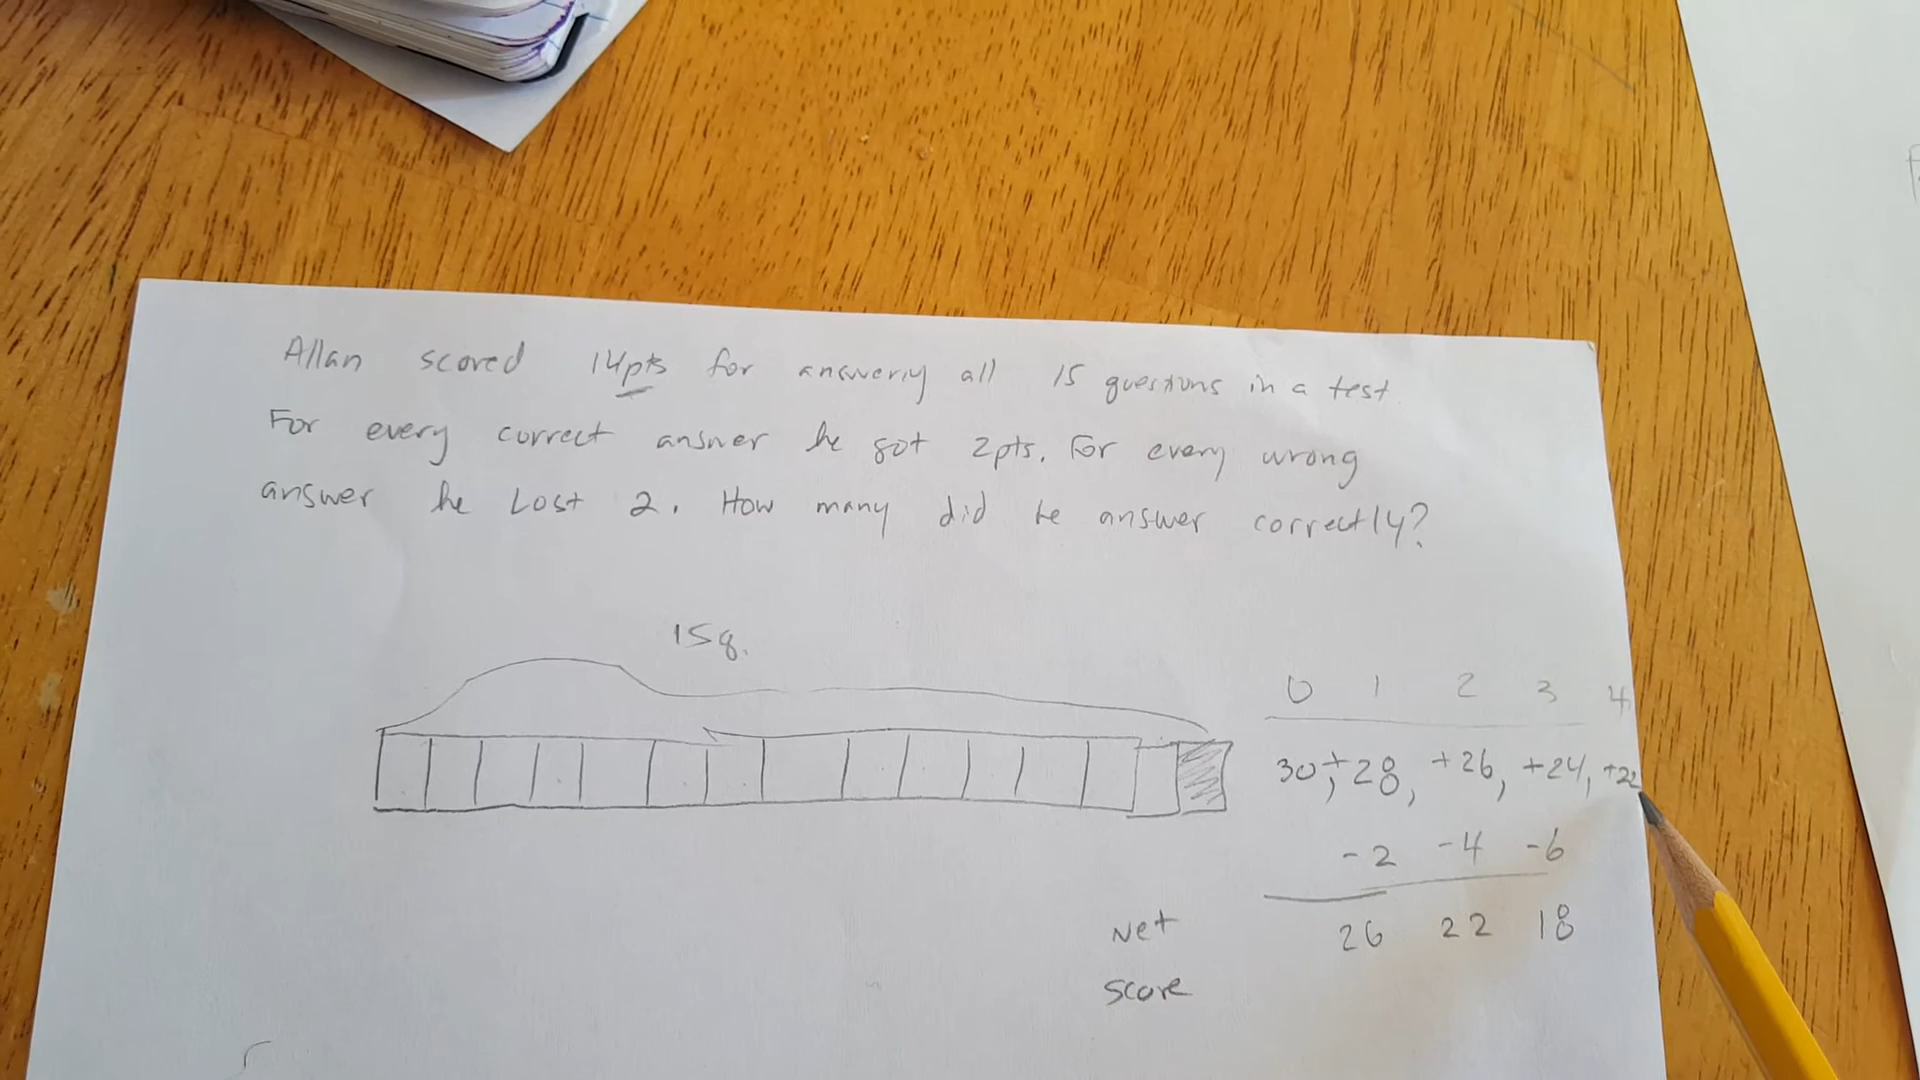 Allan scored 14pts for answering all 15 questions in a test.
For every correct answer he got 2pts. For every wrong
answer he Lost 2. How many did he answer correctly?
15q.
0 1 2 3 4
30, +28, +26, +24, +22
-2 -4 -6
Net 26 22 18
score